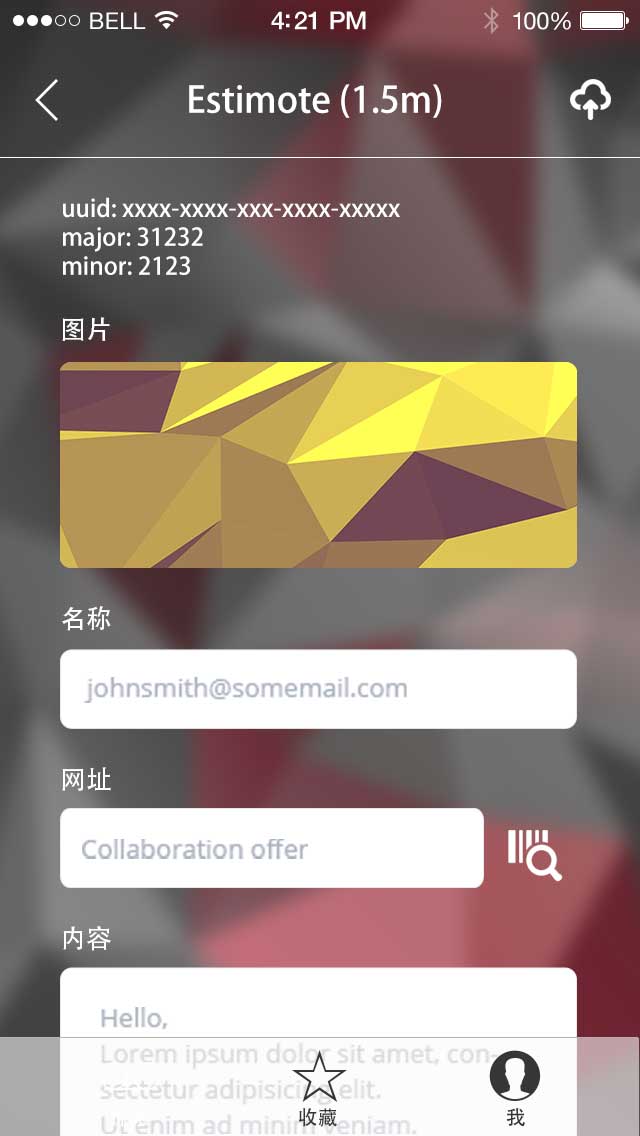 BELL 4:21 PM 100%
Estimote (1.5m)
uuid: xxxx-xxxx-xxx-xxxx-xxxxx
major: 31232
minor: 2123
图片
名称
johnsmith@somemail.com
网址
Collaboration offer
内容
Hello,
Lorem ipsum dolor sit amet, con-
sectetur adipisicing elit.
Ut enim ad minim veniam.
收藏
我